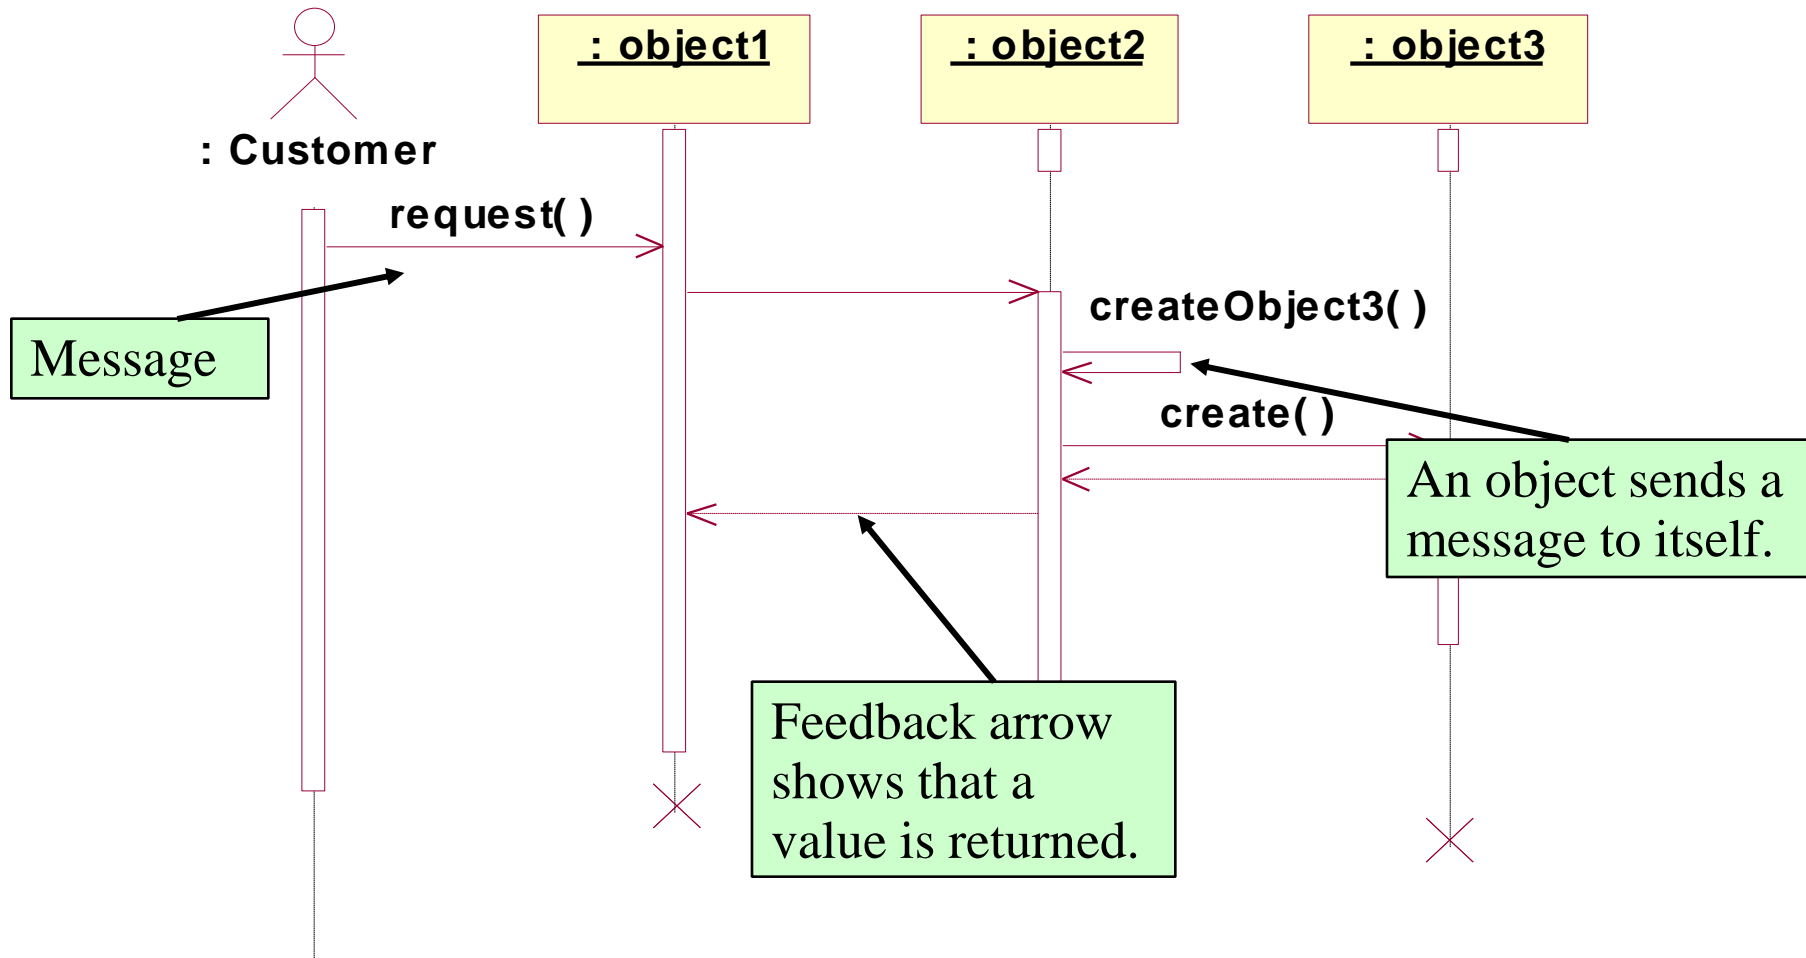 : object1
: object2
: object3
: Customer
request( )
createObject3( )
Message
create( )
An object sends a
message to itself.
Feedback arrow
shows that a
value is returned.